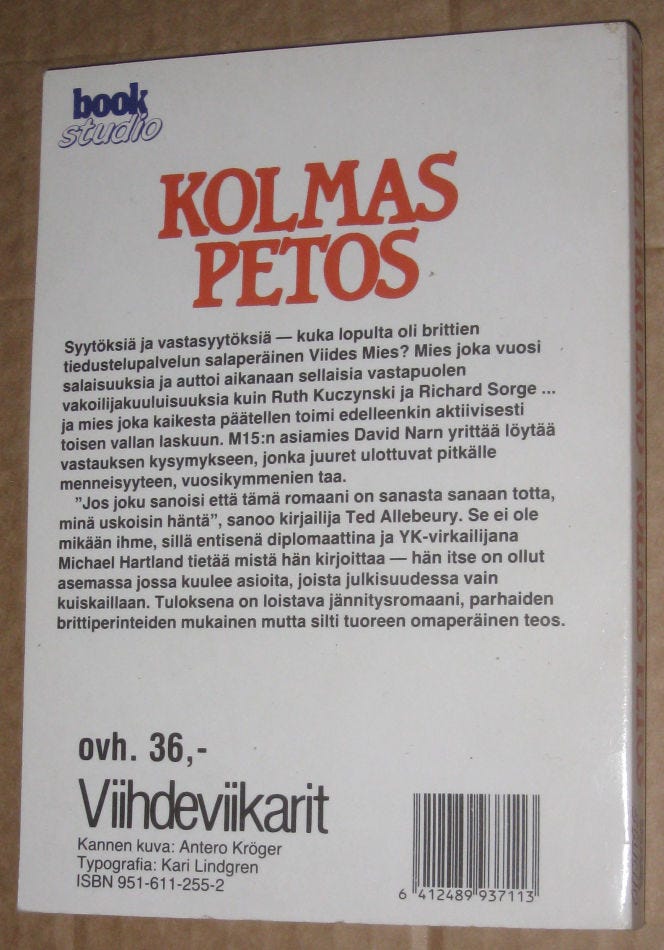 book
studio
KOLMAS
PETOS
Syytöksiä ja vastasyytöksiä — kuka lopulta oli brittien
tiedustelupalvelun salaperäinen Viides Mies? Mies joka vuosi
salaisuuksia ja auttoi aikanaan sellaisia vastapuolen
vakoilijakuuluisuuksia kuin Ruth Kuczynski ja Richard Sorge ...
ja mies joka kaikesta päätellen toimi edelleenkin aktiivisesti
toisen vallan laskuun. M15:n asiamies David Narn yrittää löytää
vastauksen kysymykseen, jonka juuret ulottuvat pitkälle
menneisyyteen, vuosikymmenien taa.
”Jos joku sanoisi että tämä romaani on sanasta sanaan totta,
minä uskoisin häntä”, sanoo kirjailija Ted Allebeury. Se ei ole
mikään ihme, sillä entisenä diplomaattina ja YK-virkailijana
Michael Hartland tietää mistä hän kirjoittaa — hän itse on ollut
asemassa jossa kuulee asioita, joista julkisuudessa vain
kuiskaillaan. Tuloksena on loistava jännitysromaani, parhaiden
brittiperinteiden mukainen mutta silti tuoreen omaperäinen teos.
ovh. 36,-
Viihdeviikarit
Kannen kuva: Antero Kröger
Typografia: Kari Lindgren
ISBN 951-611-255-2
6 412489 937113